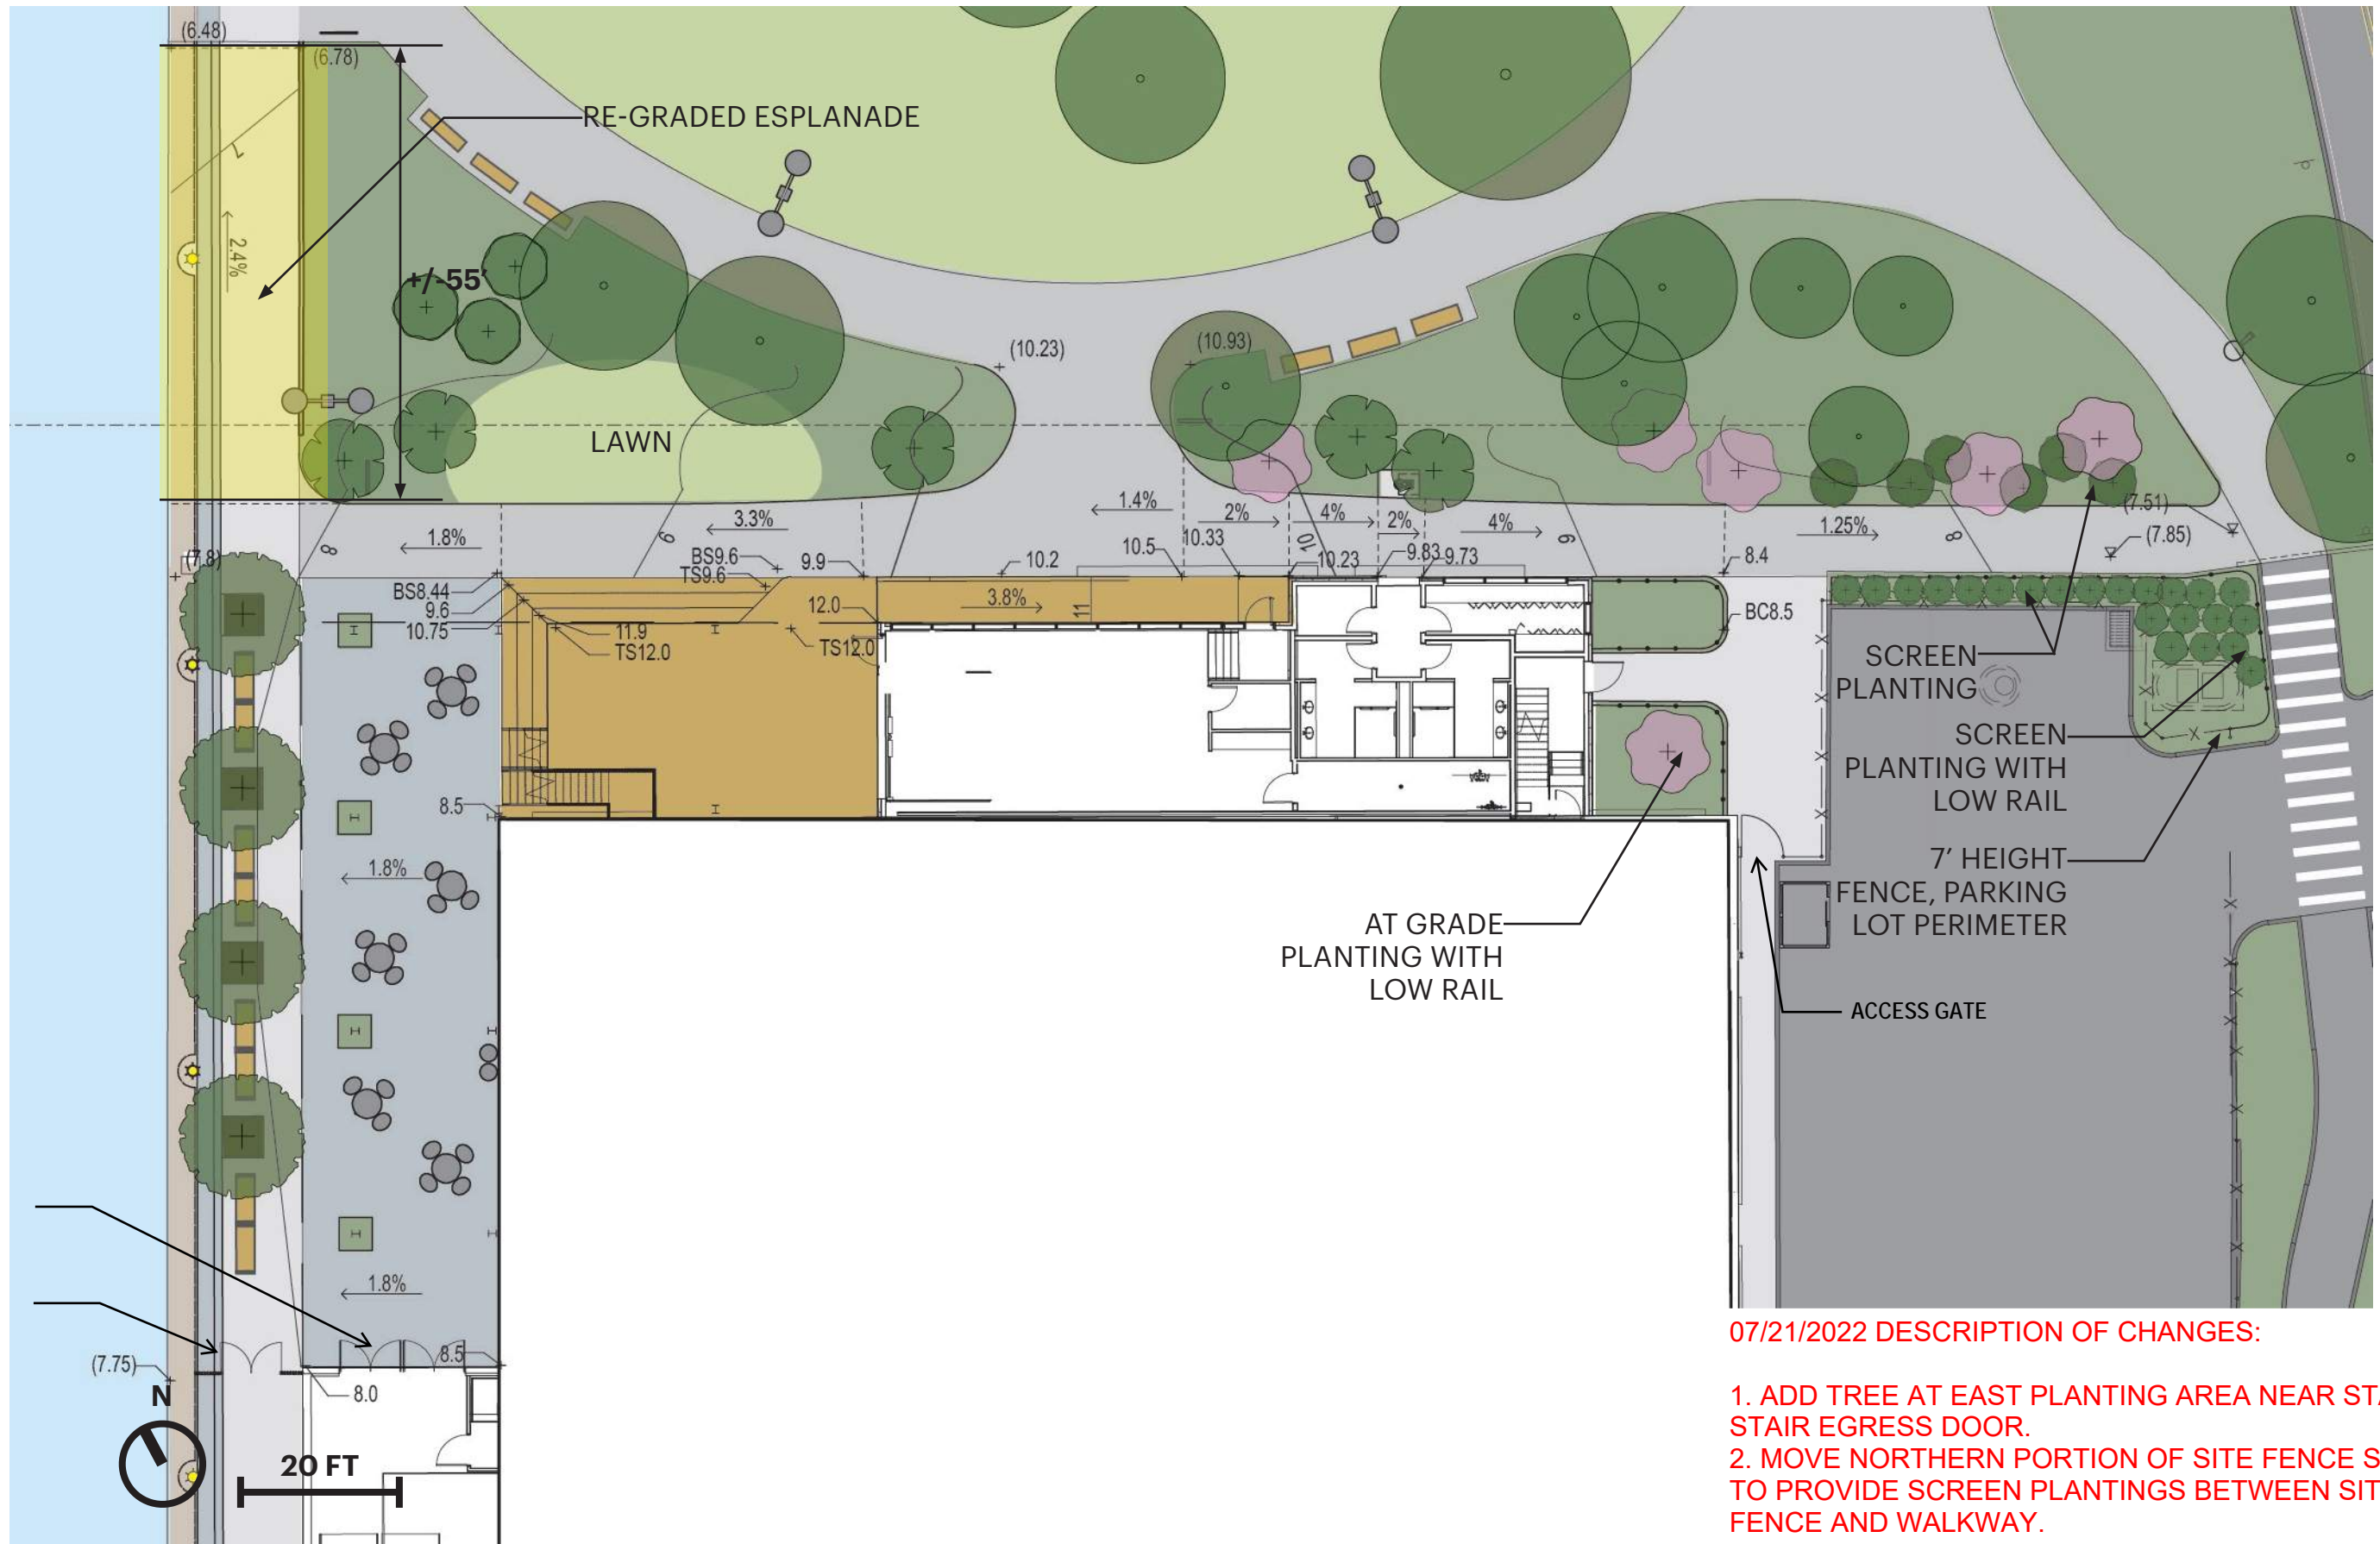 (6.48)
(6.78)
RE-GRADED ESPLANADE
2.4%
+/-55'
(10.23)
(10.93)
LAWN
1.8%
3.3%
1.4%
2%
4%
2%
4%
1.25%
(7.51)
(7.85)
(7.8)
8
9
10
9
8
BS9.6
TS9.6
9.9
10.2
10.5
10.33
10.23
9.83
9.73
8.4
BS8.44
9.6
10.75
11.9
TS12.0
12.0
TS12.0
3.8%
11
BC8.5
SCREEN
PLANTING
SCREEN
PLANTING WITH
LOW RAIL
7’ HEIGHT
FENCE, PARKING
LOT PERIMETER
8.5
1.8%
AT GRADE
PLANTING WITH
LOW RAIL
ACCESS GATE
1.8%
8.5
(7.75)
8.0
N
20 FT
07/21/2022 DESCRIPTION OF CHANGES:
1. ADD TREE AT EAST PLANTING AREA NEAR
STAIR EGRESS DOOR.
2. MOVE NORTHERN PORTION OF SITE FENCE
TO PROVIDE SCREEN PLANTINGS BETWEEN
FENCE AND WALKWAY.